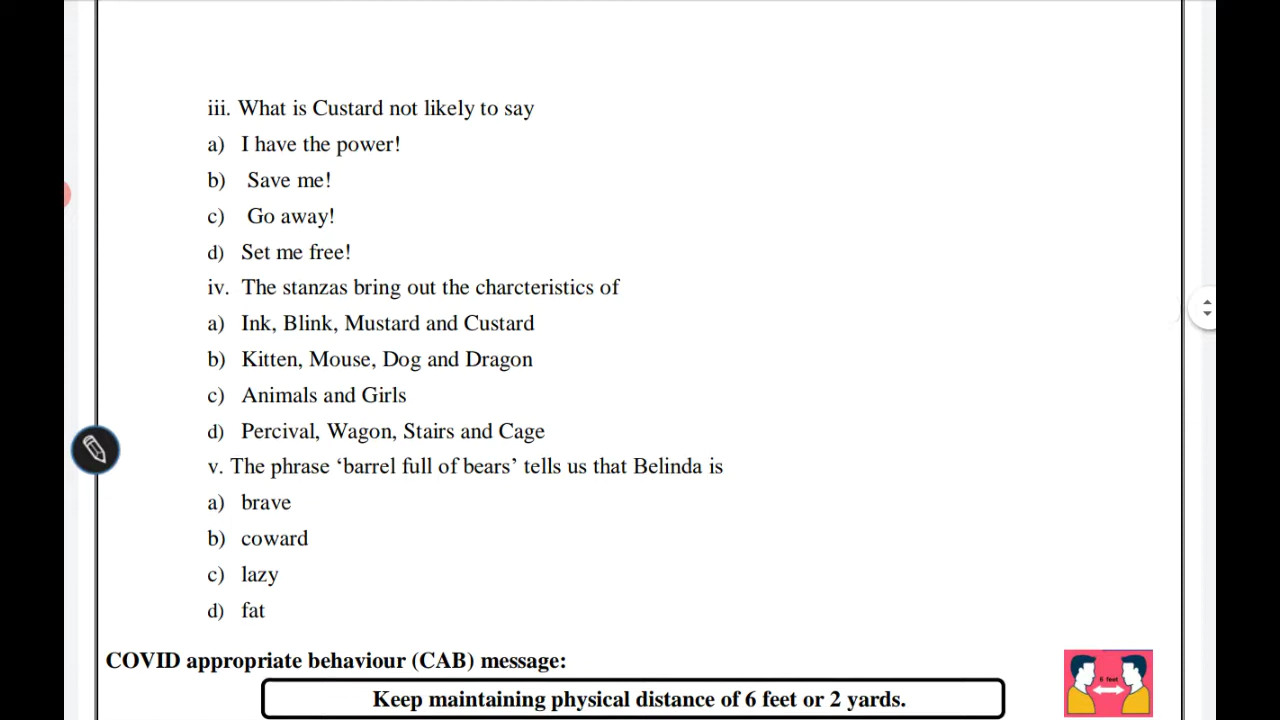 iii. What is Custard not likely to say
a) I have the power!
b) Save me!
c) Go away!
d) Set me free!
iv. The stanzas bring out the charcteristics of
a) Ink, Blink, Mustard and Custard
b) Kitten, Mouse, Dog and Dragon
c) Animals and Girls
d) Percival, Wagon, Stairs and Cage
v. The phrase ‘barrel full of bears’ tells us that Belinda is
a) brave
b) coward
c) lazy
d) fat
COVID appropriate behaviour (CAB) message:
6 feet
Keep maintaining physical distance of 6 feet or 2 yards.